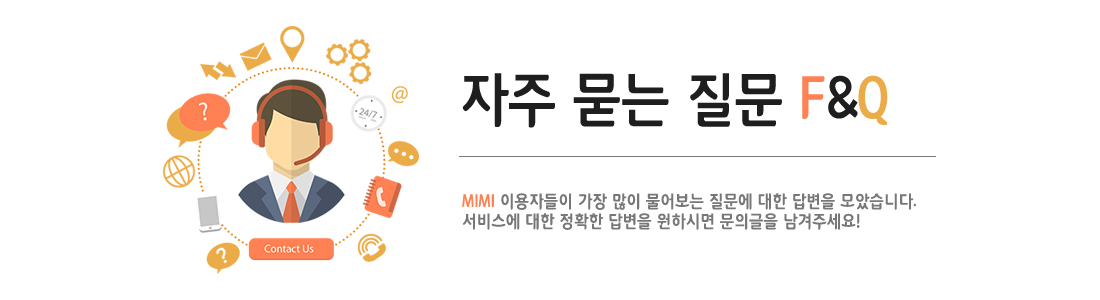 자주 묻는 질문 F&Q
MIMI 이용자들이 가장 많이 물어보는 질문에 대한 답변을 모았습니다.
서비스에 대한 정확한 답변을 원하시면 문의글을 남겨주세요!
@
?
24/7
?
Contact Us